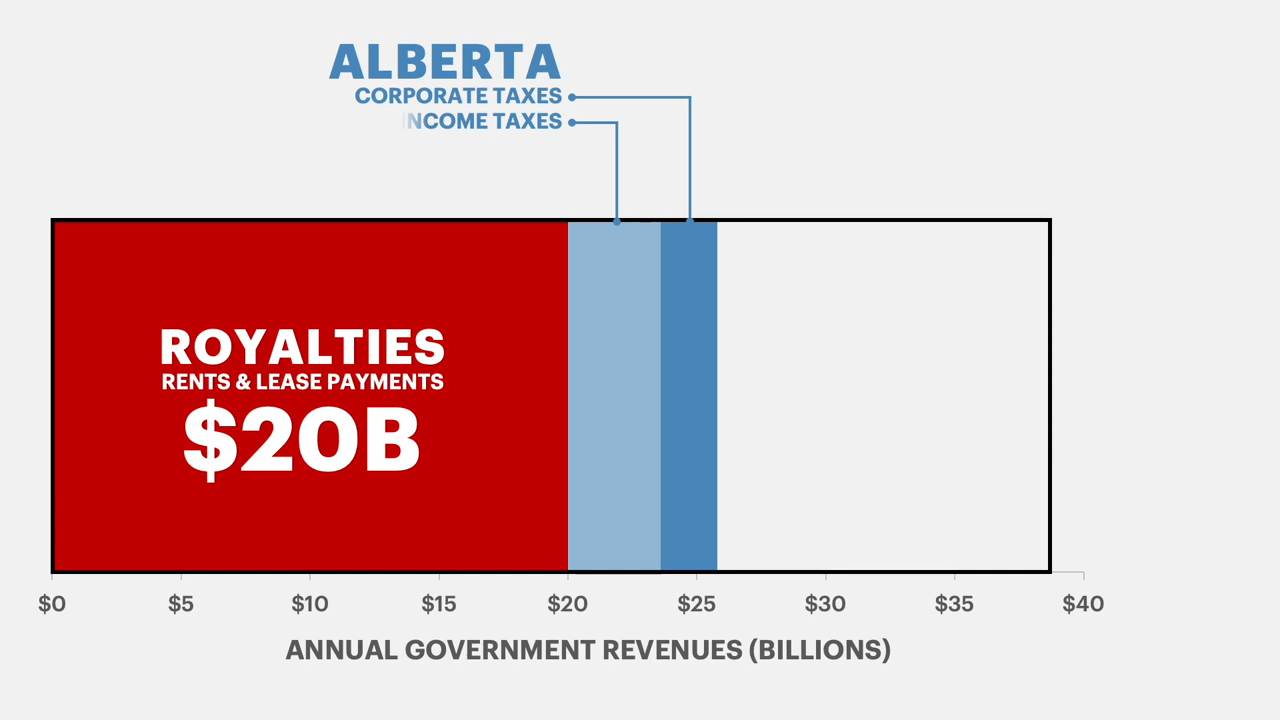 ALBERTA
CORPORATE TAXES
INCOME TAXES
ROYALTIES
RENTS & LEASE PAYMENTS
$20B
$0 $5 $10 $15 $20 $25 $30 $35 $40
ANNUAL GOVERNMENT REVENUES (BILLIONS)